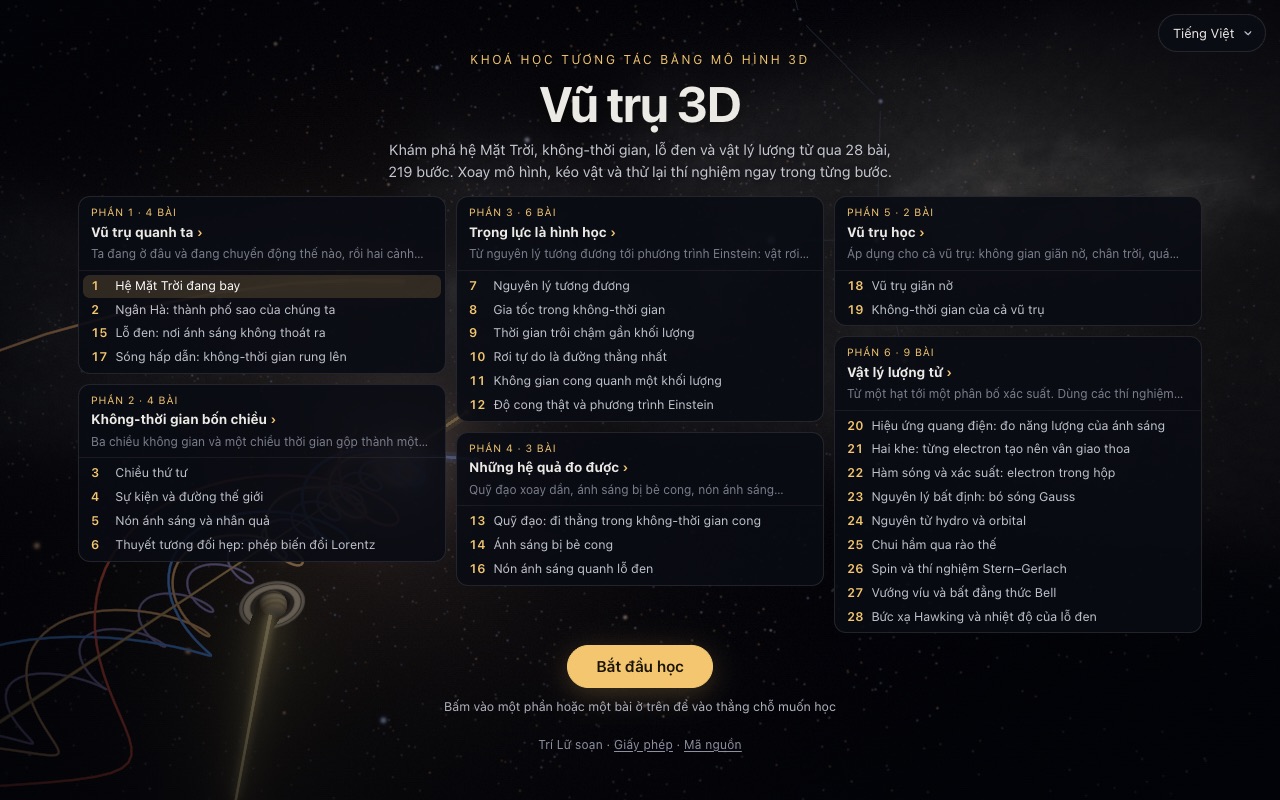 Tiếng Việt
KHOÁ HỌC TƯƠNG TÁC BẰNG MÔ HÌNH 3D
Vũ trụ 3D
Khám phá hệ Mặt Trời, không-thời gian, lỗ đen và vật lý lượng tử qua 28 bài,
219 bước. Xoay mô hình, kéo vật và thử lại thí nghiệm ngay trong từng bước.
PHẦN 1 · 4 BÀI
Vũ trụ quanh ta ›
Ta đang ở đâu và đang chuyển động thế nào, rồi hai cảnh...
1 Hệ Mặt Trời đang bay
2 Ngân Hà: thành phố sao của chúng ta
15 Lỗ đen: nơi ánh sáng không thoát ra
17 Sóng hấp dẫn: không-thời gian rung lên
PHẦN 2 · 4 BÀI
Không-thời gian bốn chiều ›
Ba chiều không gian và một chiều thời gian gộp thành một...
3 Chiều thứ tư
4 Sự kiện và đường thế giới
5 Nón ánh sáng và nhân quả
6 Thuyết tương đối hẹp: phép biến đổi Lorentz
PHẦN 3 · 6 BÀI
Trọng lực là hình học ›
Từ nguyên lý tương đương tới phương trình Einstein: vật rơi...
7 Nguyên lý tương đương
8 Gia tốc trong không-thời gian
9 Thời gian trôi chậm gần khối lượng
10 Rơi tự do là đường thẳng nhất
11 Không gian cong quanh một khối lượng
12 Độ cong thật và phương trình Einstein
PHẦN 4 · 3 BÀI
Những hệ quả đo được ›
Quỹ đạo xoay dần, ánh sáng bị bẻ cong, nón ánh sáng...
13 Quỹ đạo: đi thẳng trong không-thời gian cong
14 Ánh sáng bị bẻ cong
16 Nón ánh sáng quanh lỗ đen
PHẦN 5 · 2 BÀI
Vũ trụ học ›
Áp dụng cho cả vũ trụ: không gian giãn nở, chân trời, quá...
18 Vũ trụ giãn nở
19 Không-thời gian của cả vũ trụ
PHẦN 6 · 9 BÀI
Vật lý lượng tử ›
Từ một hạt tới một phân bố xác suất. Dùng các thí nghiệm...
20 Hiệu ứng quang điện: đo năng lượng của ánh sáng
21 Hai khe: từng electron tạo nên vân giao thoa
22 Hàm sóng và xác suất: electron trong hộp
23 Nguyên lý bất định: bó sóng Gauss
24 Nguyên tử hydro và orbital
25 Chui hầm qua rào thế
26 Spin và thí nghiệm Stern–Gerlach
27 Vướng víu và bất đẳng thức Bell
28 Bức xạ Hawking và nhiệt độ của lỗ đen
Bắt đầu học
Bấm vào một phần hoặc một bài ở trên để vào thẳng chỗ muốn học
Trí Lữ soạn · Giấy phép · Mã nguồn